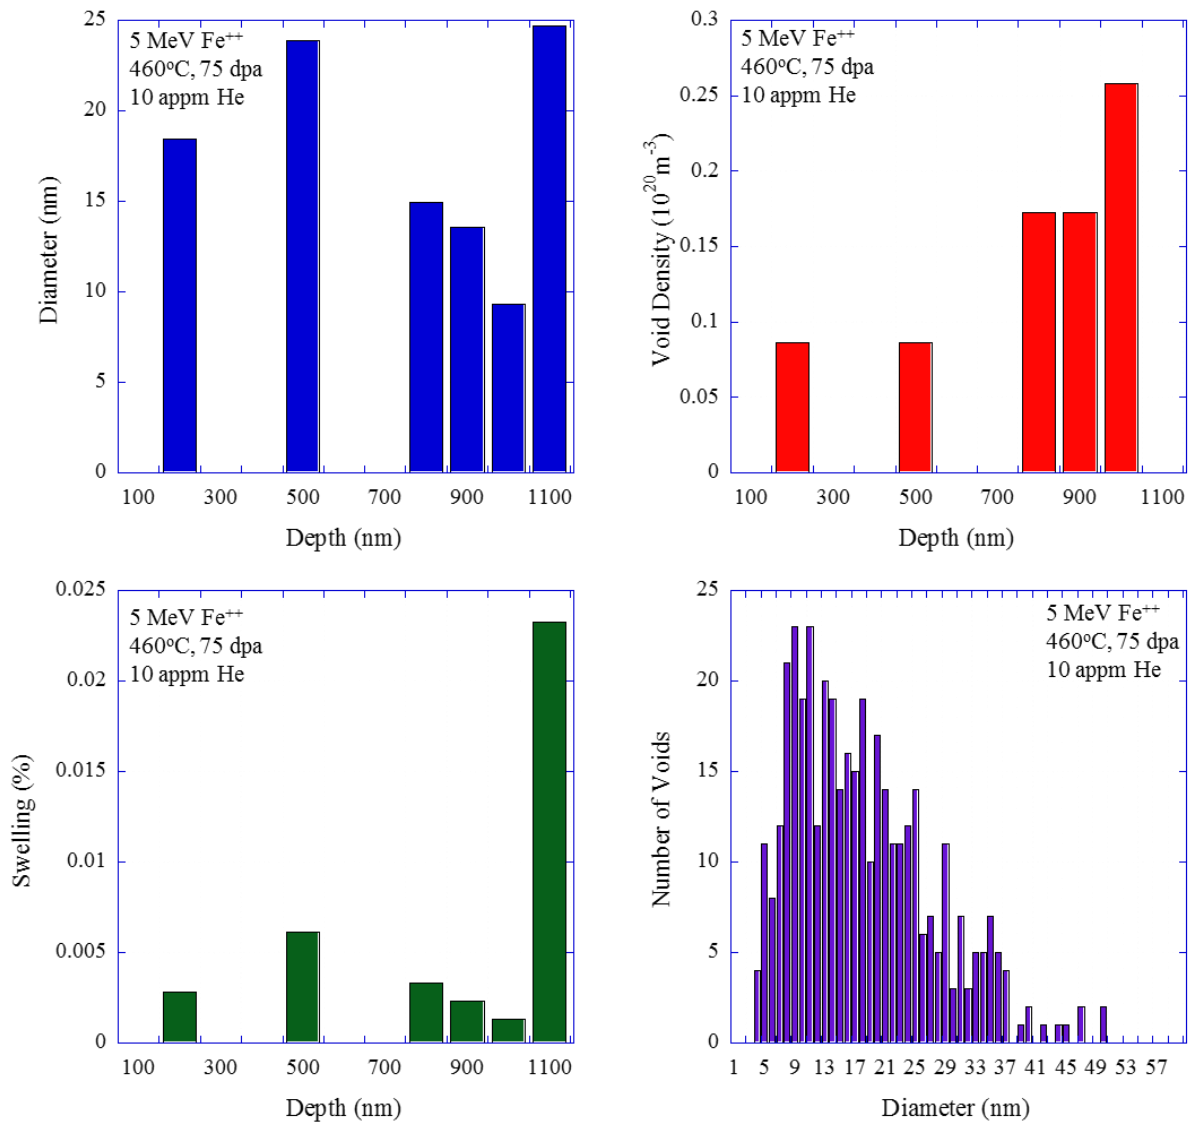 25
20
15
10
5
0
5 MeV Fe⁺⁺
460ºC, 75 dpa
10 appm He
Diameter (nm)
100 300 500 700 900 1100
Depth (nm)
0.3
0.25
0.2
0.15
0.1
0.05
0
5 MeV Fe⁺⁺
460ºC, 75 dpa
10 appm He
Void Density (10²⁰m⁻³)
100 300 500 700 900 1100
Depth (nm)
0.025
0.02
0.015
0.01
0.005
0
5 MeV Fe⁺⁺
460ºC, 75 dpa
10 appm He
Swelling (%)
100 300 500 700 900 1100
Depth (nm)
25
20
15
10
5
0
5 MeV Fe⁺⁺
460ºC, 75 dpa
10 appm He
Number of Voids
1 5 9 13 17 21 25 29 33 37 41 45 49 53 57
Diameter (nm)